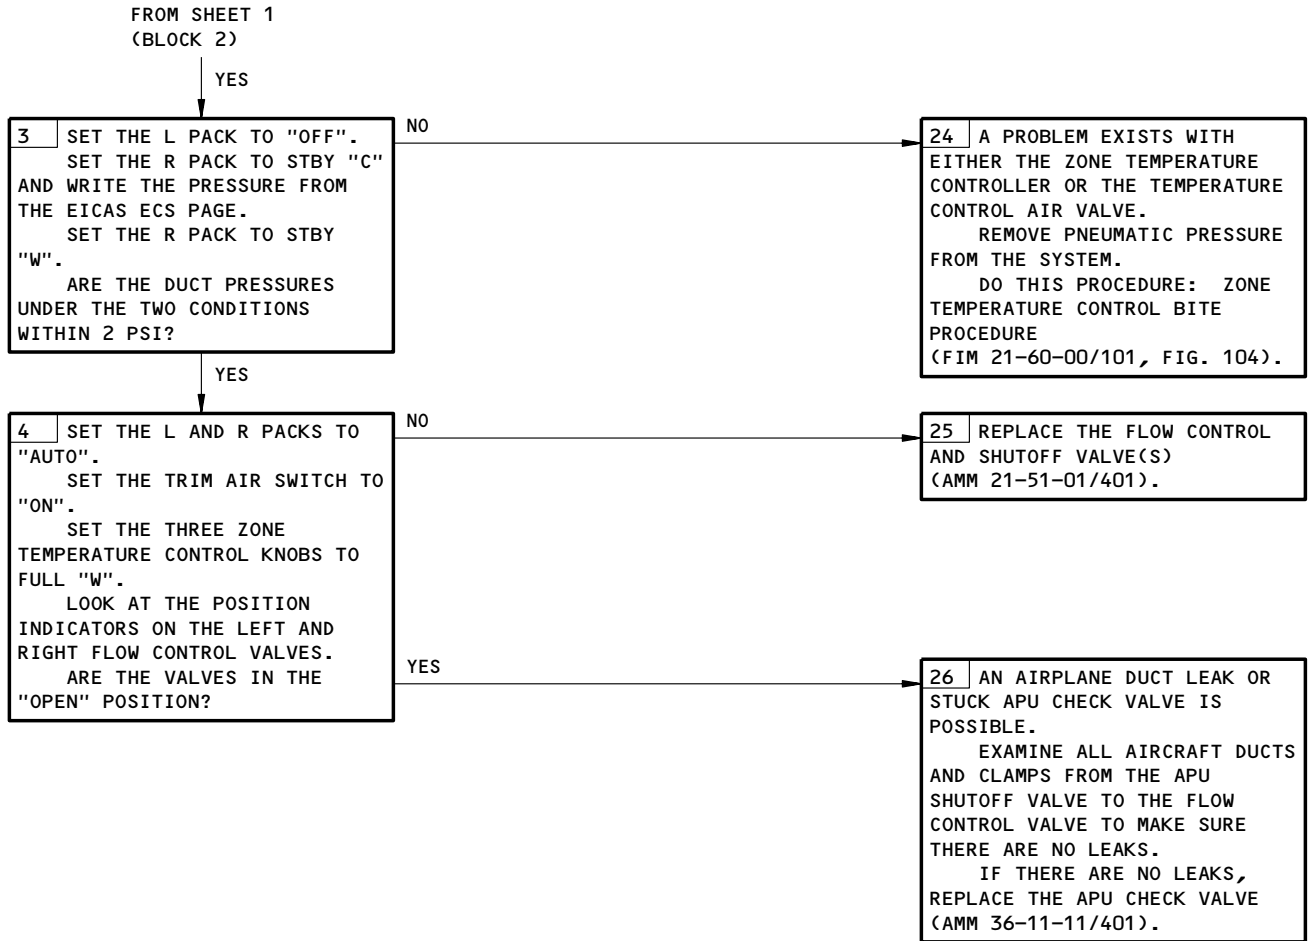 FROM SHEET 1
(BLOCK 2)
YES
3 SET THE L PACK TO "OFF".
SET THE R PACK TO STBY "C"
AND WRITE THE PRESSURE FROM
THE EICAS ECS PAGE.
SET THE R PACK TO STBY
"W".
ARE THE DUCT PRESSURES
UNDER THE TWO CONDITIONS
WITHIN 2 PSI?
NO
24 A PROBLEM EXISTS WITH
EITHER THE ZONE TEMPERATURE
CONTROLLER OR THE TEMPERATURE
CONTROL AIR VALVE.
REMOVE PNEUMATIC PRESSURE
FROM THE SYSTEM.
DO THIS PROCEDURE: ZONE
TEMPERATURE CONTROL BITE
PROCEDURE
(FIM 21-60-00/101, FIG. 104).
YES
4 SET THE L AND R PACKS TO
"AUTO".
SET THE TRIM AIR SWITCH TO
"ON".
SET THE THREE ZONE
TEMPERATURE CONTROL KNOBS TO
FULL "W".
LOOK AT THE POSITION
INDICATORS ON THE LEFT AND
RIGHT FLOW CONTROL VALVES.
ARE THE VALVES IN THE
"OPEN" POSITION?
NO
25 REPLACE THE FLOW CONTROL
AND SHUTOFF VALVE(S)
(AMM 21-51-01/401).
YES
26 AN AIRPLANE DUCT LEAK OR
STUCK APU CHECK VALVE IS
POSSIBLE.
EXAMINE ALL AIRCRAFT DUCTS
AND CLAMPS FROM THE APU
SHUTOFF VALVE TO THE FLOW
CONTROL VALVE TO MAKE SURE
THERE ARE NO LEAKS.
IF THERE ARE NO LEAKS,
REPLACE THE APU CHECK VALVE
(AMM 36-11-11/401).